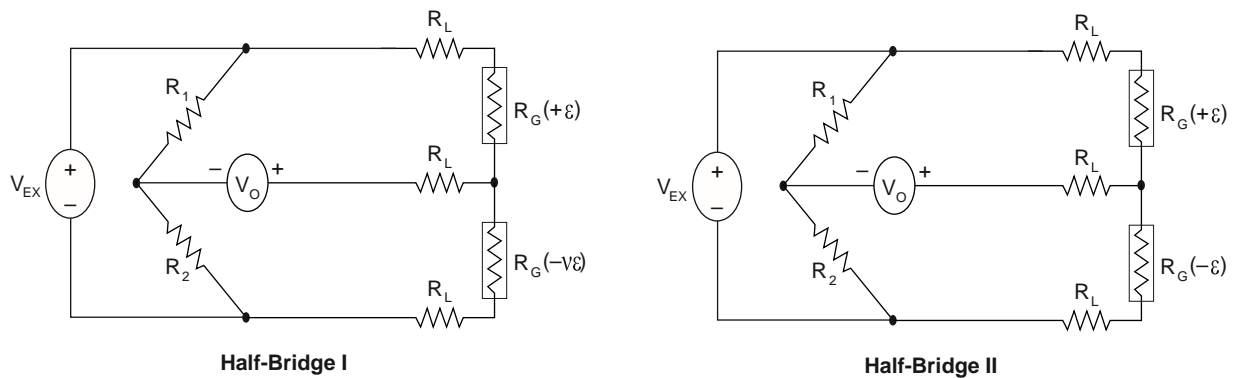 R_L
R_1
R_G(+ε)
V_EX
+
−
−
V_O
+
R_L
R_2
R_G(−νε)
R_L
Half-Bridge I
R_L
R_1
R_G(+ε)
V_EX
+
−
−
V_O
+
R_L
R_2
R_G(−ε)
R_L
Half-Bridge II